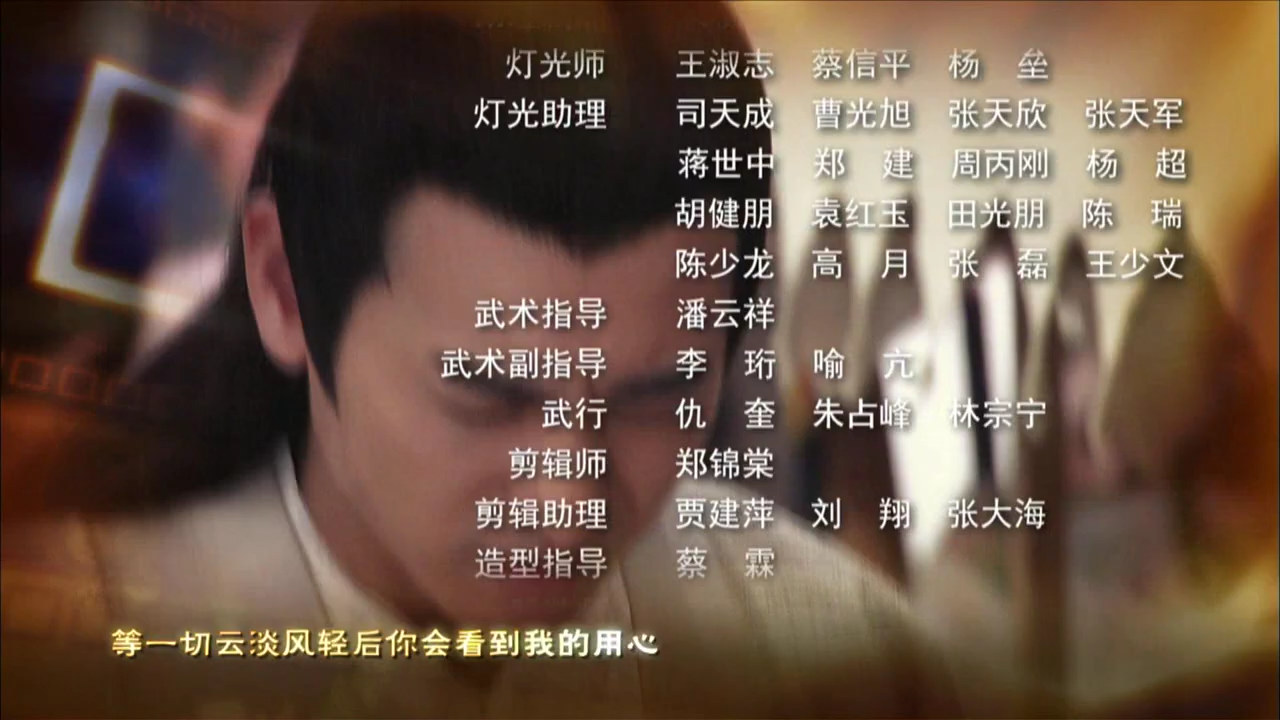 灯光师 王淑志 蔡信平 杨 垒
灯光助理 司天成 曹光旭 张天欣 张天军
蒋世中 郑 建 周丙刚 杨 超
胡健朋 袁红玉 田光朋 陈 瑞
陈少龙 高 月 张 磊 王少文
武术指导 潘云祥
武术副指导 李 珩 喻 亢
武行 仇 奎 朱占峰 林宗宁
剪辑师 郑锦棠
剪辑助理 贾建萍 刘 翔 张大海
造型指导 蔡 霖
等一切云淡风轻后你会看到我的用心